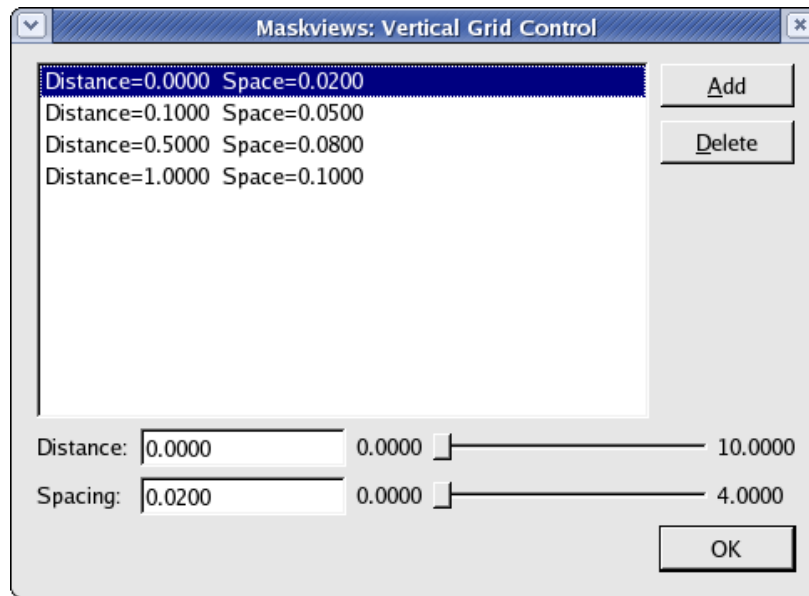 Maskviews: Vertical Grid Control
Distance=0.0000 Space=0.0200
Distance=0.1000 Space=0.0500
Distance=0.5000 Space=0.0800
Distance=1.0000 Space=0.1000
Add
Delete
Distance: 0.0000 0.0000 10.0000
Spacing: 0.0200 0.0000 4.0000
OK